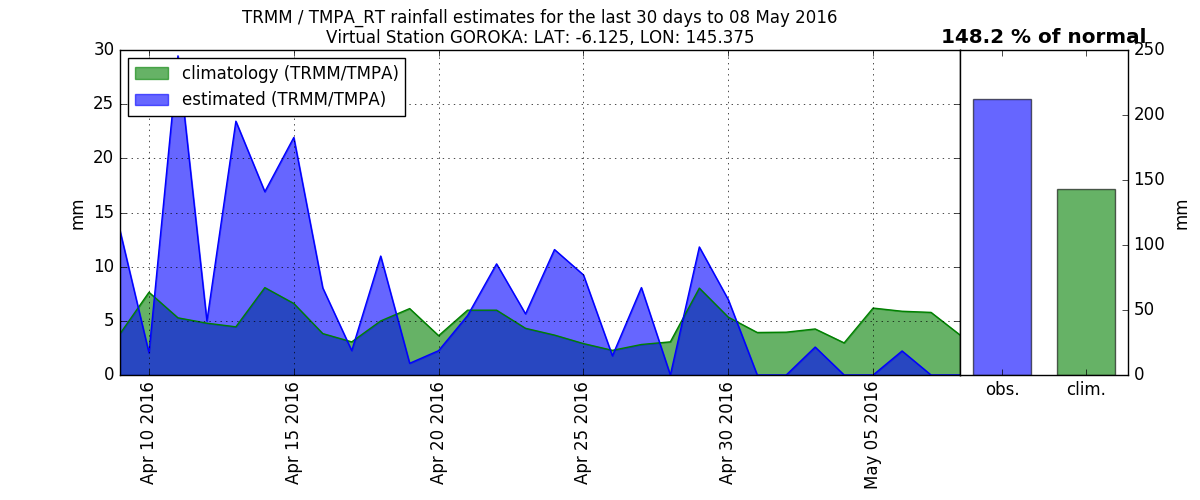 TRMM / TMPA_RT rainfall estimates for the last 30 days to 08 May 2016
Virtual Station GOROKA: LAT: -6.125, LON: 145.375
148.2 % of normal
climatology (TRMM/TMPA)
estimated (TRMM/TMPA)
30
25
20
15
10
5
0
mm
Apr 10 2016
Apr 15 2016
Apr 20 2016
Apr 25 2016
Apr 30 2016
May 05 2016
obs.
clim.
250
200
150
100
50
0
mm